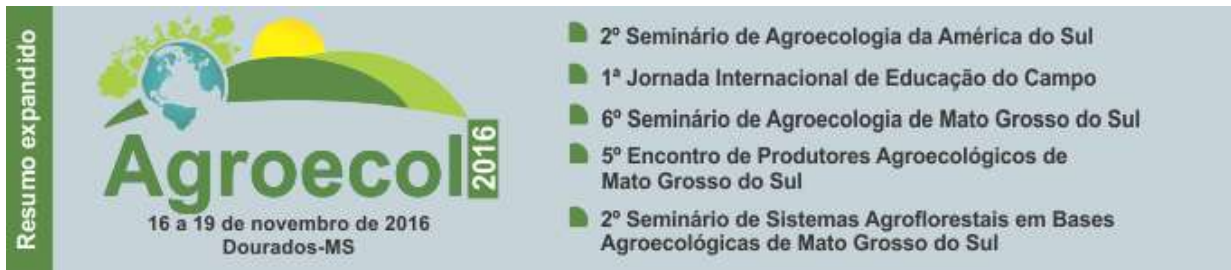 Resumo expandido
Agroecol 2016
16 a 19 de novembro de 2016
Dourados-MS
2º Seminário de Agroecologia da América do Sul
1ª Jornada Internacional de Educação do Campo
6º Seminário de Agroecologia de Mato Grosso do Sul
5º Encontro de Produtores Agroecológicos de
Mato Grosso do Sul
2º Seminário de Sistemas Agroflorestais em Bases
Agroecológicas de Mato Grosso do Sul